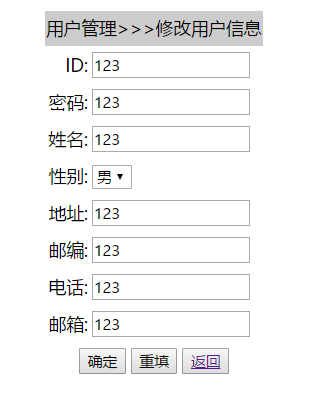 用户管理>>>修改用户信息
ID: 123
密码: 123
姓名: 123
性别: 男
地址: 123
邮编: 123
电话: 123
邮箱: 123
确定 重填 返回